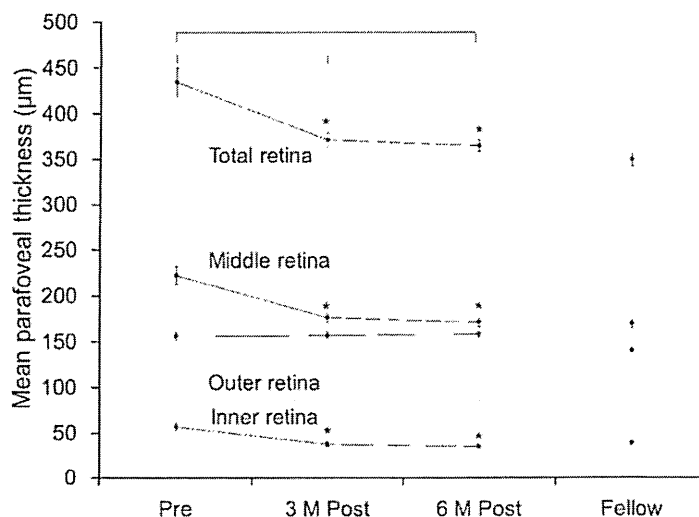 Mean parafoveal thickness (µm)
500
450
400
350
300
250
200
150
100
50
0
*
*
Total retina
Middle retina
*
*
Outer retina
Inner retina
*
*
Pre
3 M Post
6 M Post
Fellow